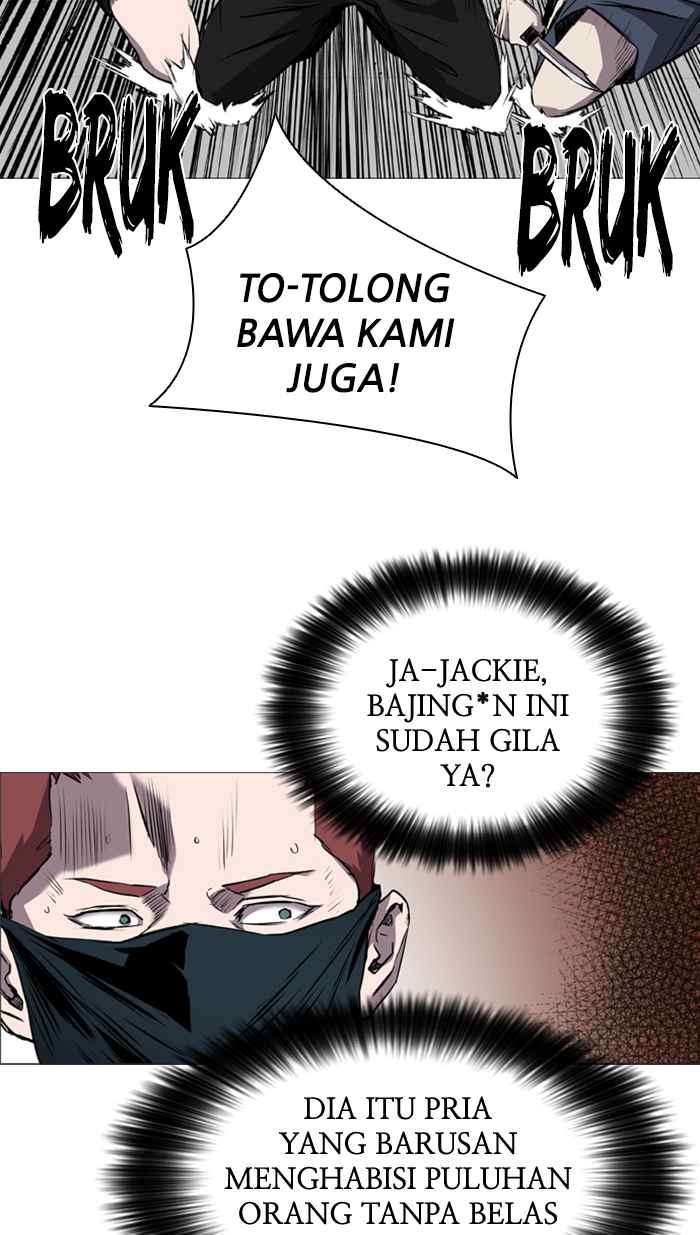 BRUK
BRUK
TO-TOLONG
BAWA KAMI
JUGA!
JA-JACKIE,
BAJING*N INI
SUDAH GILA
YA?
DIA ITU PRIA
YANG BARUSAN
MENGHABISI PULUHAN
ORANG TANPA BELAS